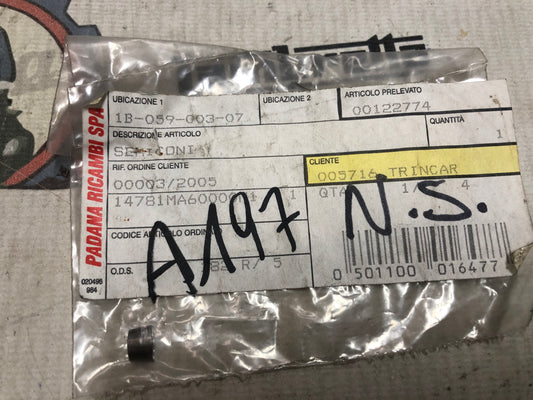 PADANA RICAMBI SPA
020498
984
UBICAZIONE 1
1B-059-003-07
UBICAZIONE 2
ARTICOLO PRELEVATO
00122774
DESCRIZIONE ARTICOLO
SEMICONI
QUANTITÀ
1
RIF. ORDINE CLIENTE
00003/2005
CLIENTE
005716 TRINCAR
CODICE ARTICOLO ORDINATO
O.D.S.
R/ 5
A197
N.S.
0 501100 016477